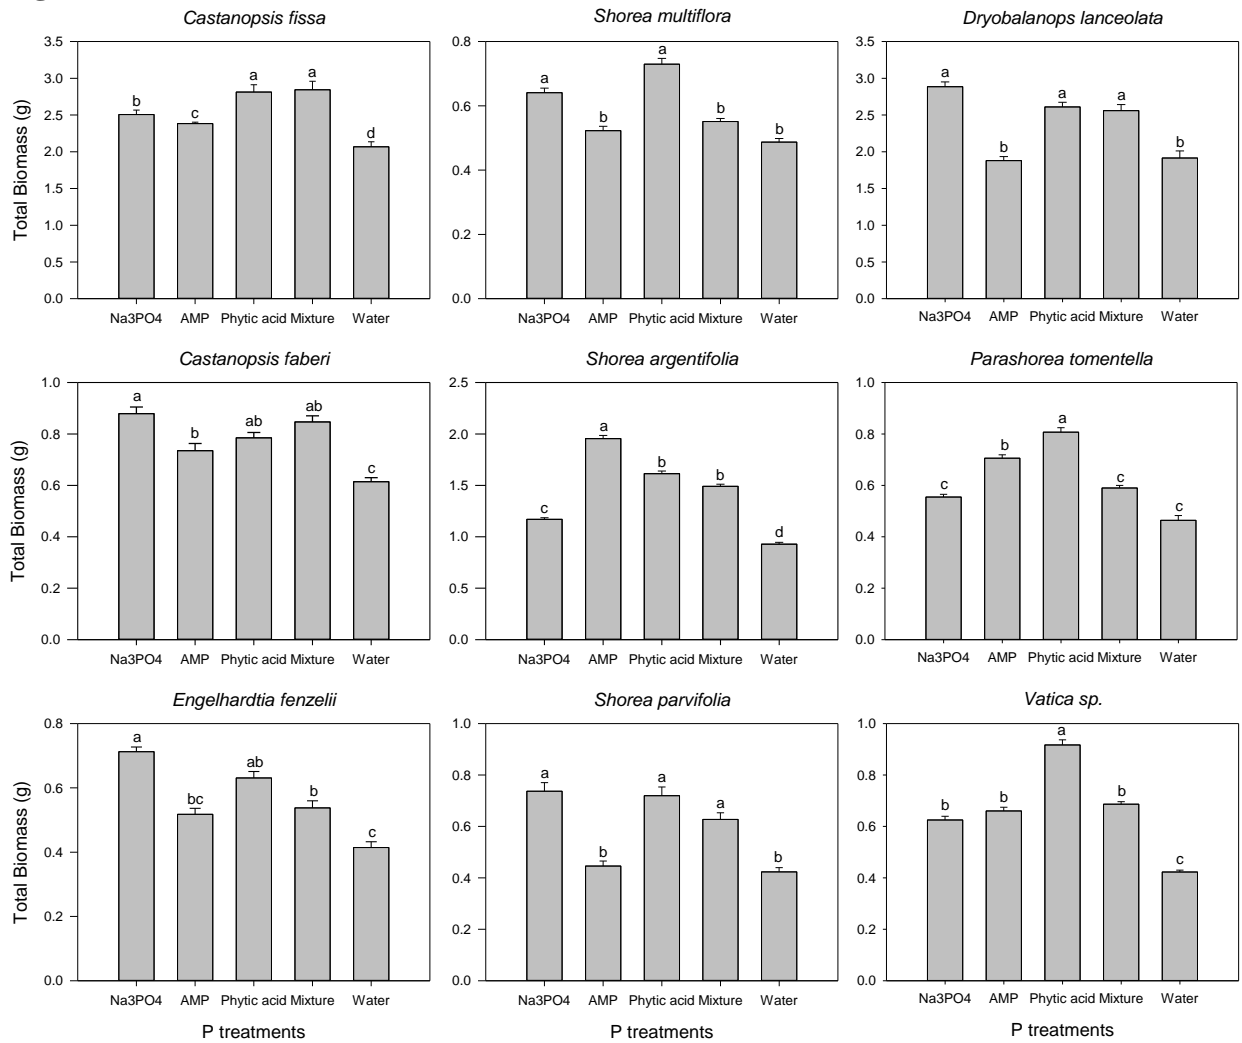 Castanopsis fissa
Shorea multiflora
Dryobalanops lanceolata
Total Biomass (g)
3.5
3.0
2.5
2.0
1.5
1.0
0.5
0.0
b
c
a
a
d
Na3PO4 AMP Phytic acid Mixture Water
0.8
0.6
0.4
0.2
0.0
a
b
a
b
b
Na3PO4 AMP Phytic acid Mixture Water
3.5
3.0
2.5
2.0
1.5
1.0
0.5
0.0
a
b
a
a
b
Na3PO4 AMP Phytic acid Mixture Water
Castanopsis faberi
Shorea argentifolia
Parashorea tomentella
Total Biomass (g)
1.0
0.8
0.6
0.4
0.2
0.0
a
b
ab
ab
c
Na3PO4 AMP Phytic acid Mixture Water
2.5
2.0
1.5
1.0
0.5
0.0
c
a
b
b
d
Na3PO4 AMP Phytic acid Mixture Water
1.0
0.8
0.6
0.4
0.2
0.0
c
b
a
c
c
Na3PO4 AMP Phytic acid Mixture Water
Engelhardtia fenzelii
Shorea parvifolia
Vatica sp.
Total Biomass (g)
0.8
0.6
0.4
0.2
0.0
a
bc
ab
b
c
Na3PO4 AMP Phytic acid Mixture Water
P treatments
1.0
0.8
0.6
0.4
0.2
0.0
a
b
a
a
b
Na3PO4 AMP Phytic acid Mixture Water
P treatments
1.0
0.8
0.6
0.4
0.2
0.0
b
b
a
b
c
Na3PO4 AMP Phytic acid Mixture Water
P treatments